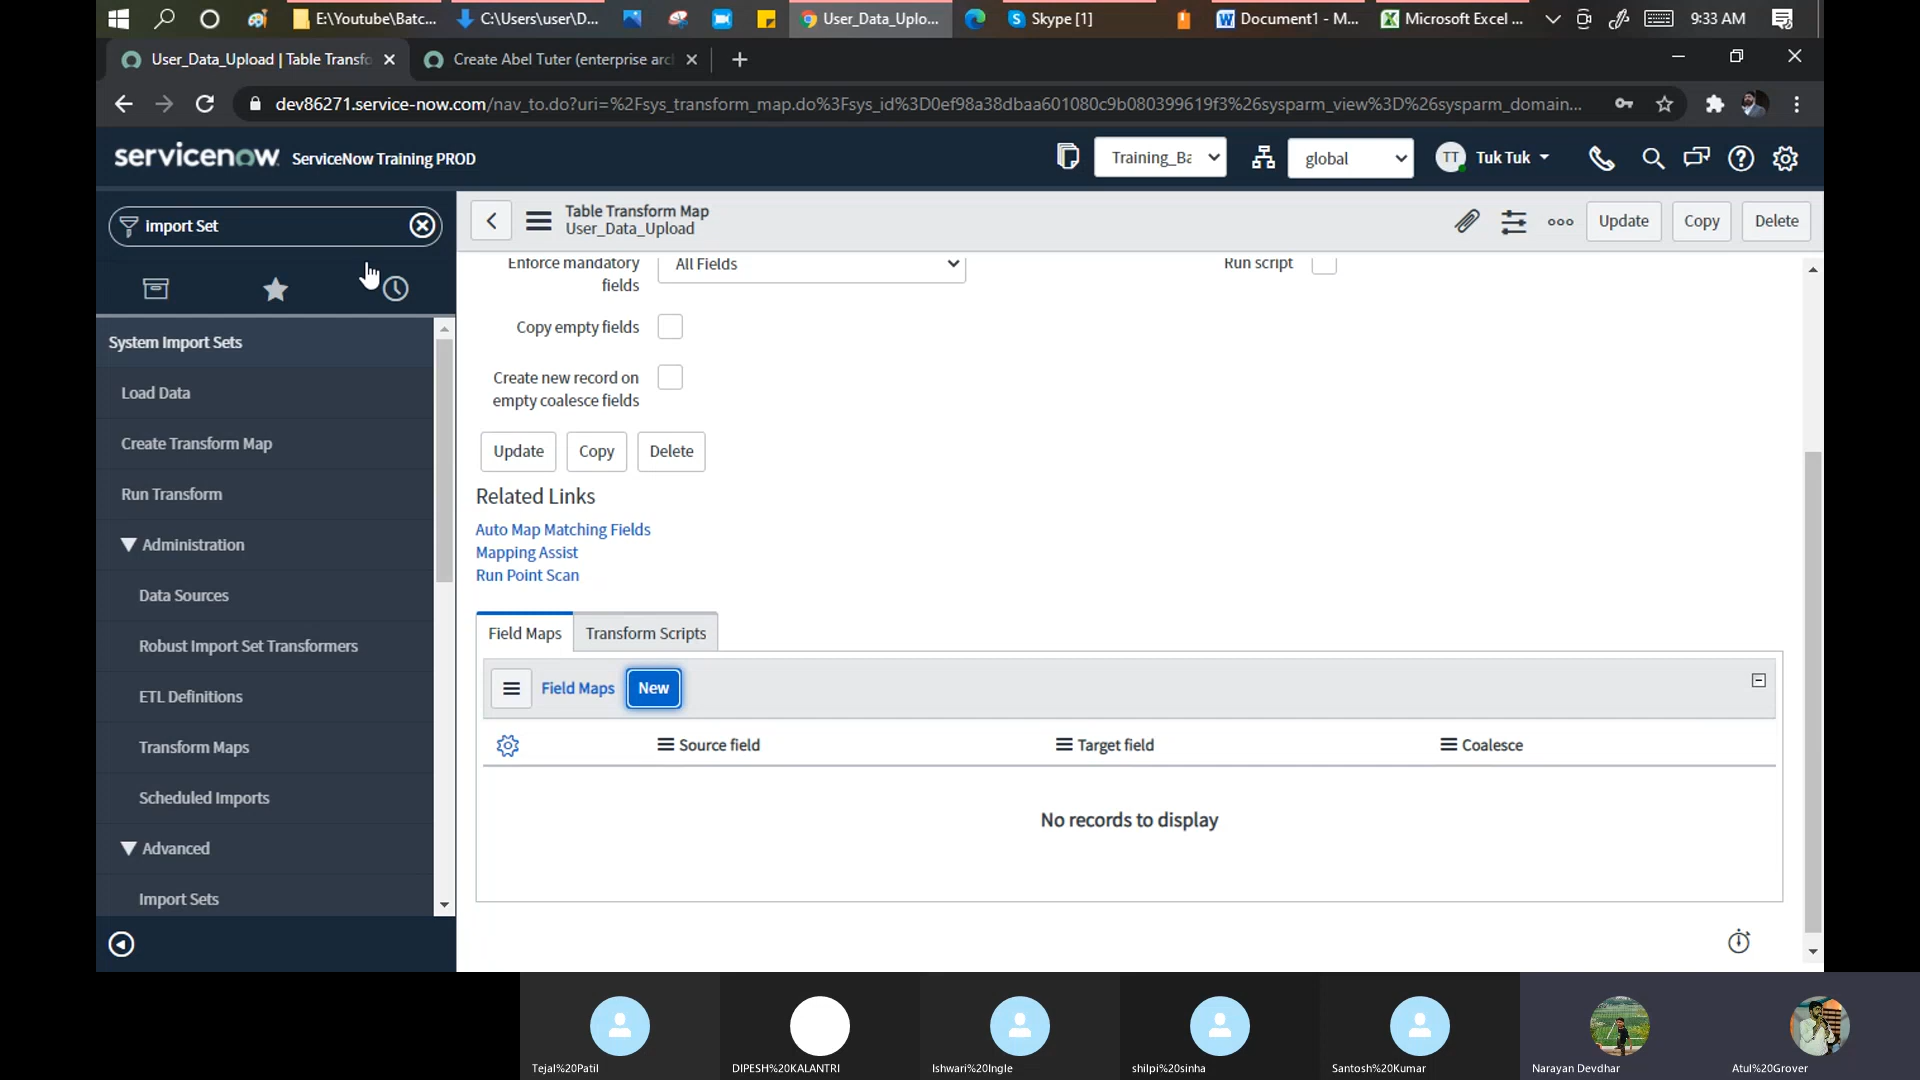 E:\Youtube\Batc...
C:\Users\user\D...
User_Data_Uplo...
Skype [1]
Document1 - M...
Microsoft Excel ...
9:33 AM
User_Data_Upload | Table Transfo
Create Abel Tuter (enterprise arc
dev86271.service-now.com/nav_to.do?uri=%2Fsys_transform_map.do%3Fsys_id%3D0ef98a38dbaa601080c9b080399619f3%26sysparm_view%3D%26sysparm_domain...
servicenow
ServiceNow Training PROD
Training_Ba
global
TT
Tuk Tuk
Import Set
Table Transform Map
User_Data_Upload
Update
Copy
Delete
System Import Sets
Load Data
Create Transform Map
Run Transform
Administration
Data Sources
Robust Import Set Transformers
ETL Definitions
Transform Maps
Scheduled Imports
Advanced
Import Sets
Enforce mandatory
fields
All Fields
Run script
Copy empty fields
Create new record on
empty coalesce fields
Update
Copy
Delete
Related Links
Auto Map Matching Fields
Mapping Assist
Run Point Scan
Field Maps
Transform Scripts
Field Maps
New
Source field
Target field
Coalesce
No records to display
Tejal%20Patil
DIPESH%20KALANTRI
Ishwari%20Ingle
shilpi%20sinha
Santosh%20Kumar
Narayan Devdhar
Atul%20Grover